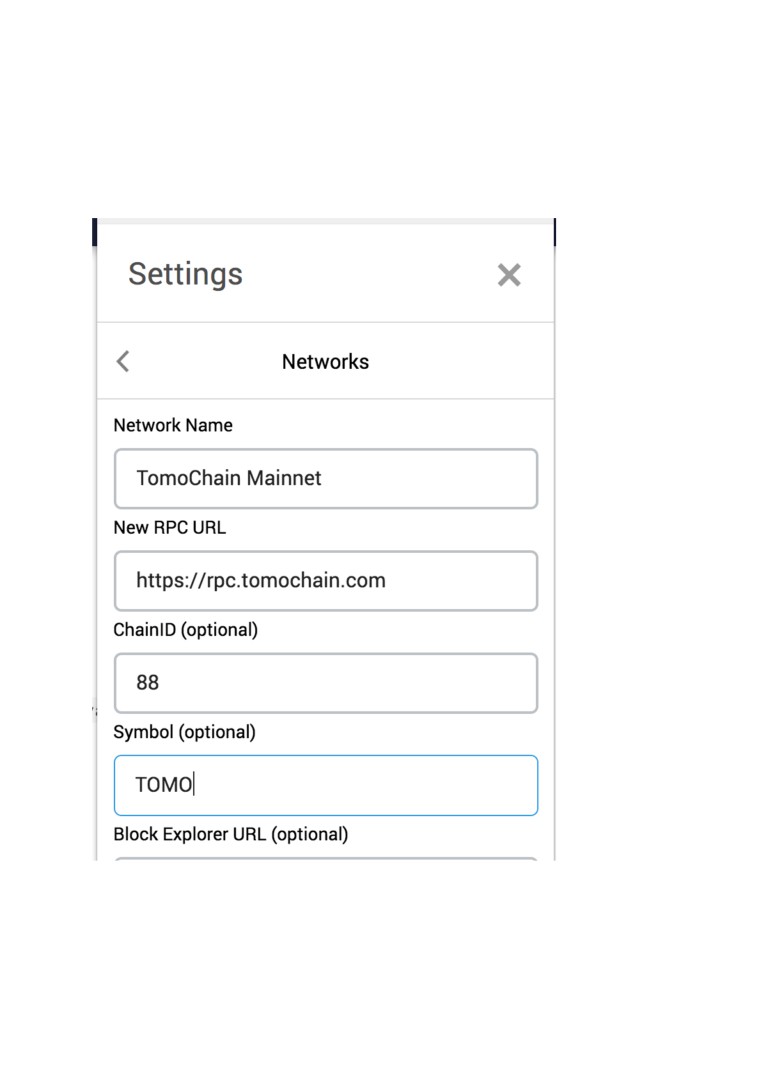 Settings
Networks
Network Name
TomoChain Mainnet
New RPC URL
https://rpc.tomochain.com
ChainID (optional)
88
Symbol (optional)
TOMO
Block Explorer URL (optional)